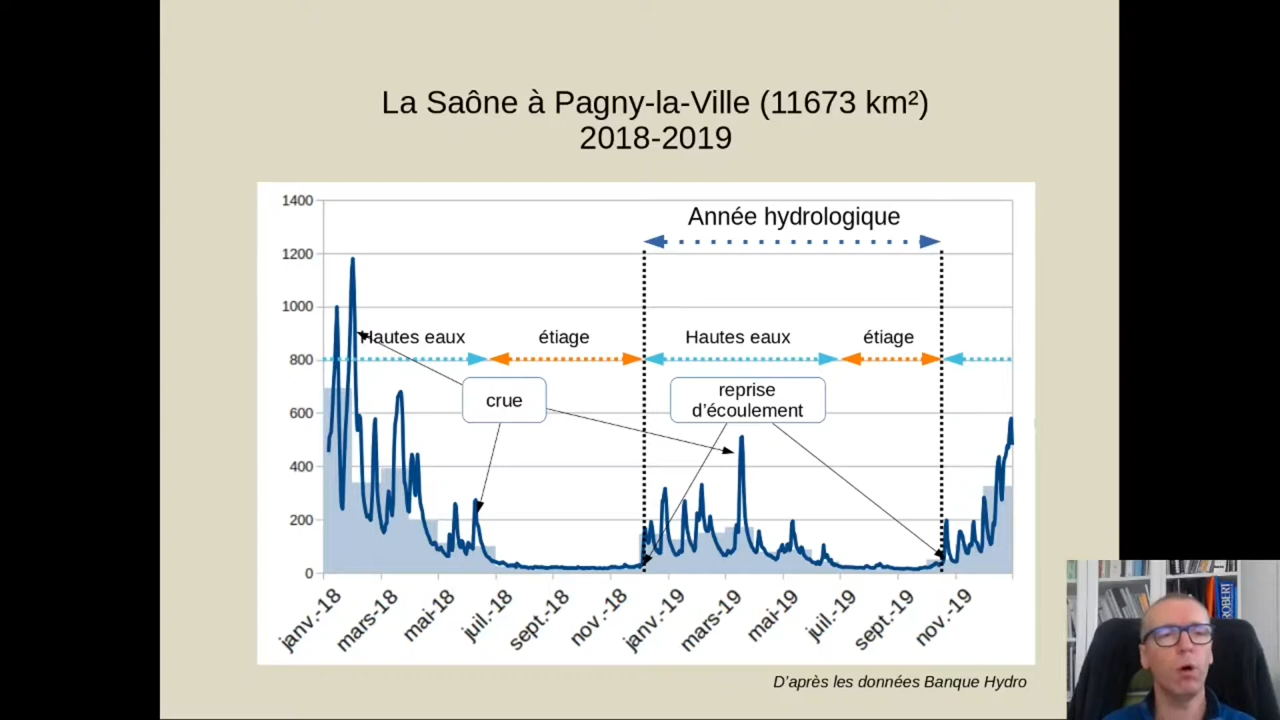 La Saône à Pagny-la-Ville (11673 km²)
2018-2019
1400
1200
1000
800
600
400
200
0
Année hydrologique
Hautes eaux
étiage
Hautes eaux
étiage
crue
reprise
d'écoulement
janv.-18
mars-18
mai-18
juil.-18
sept.-18
nov.-18
janv.-19
mars-19
mai-19
juil.-19
sept.-19
nov.-19
D'après les données Banque Hydro
ROBERT